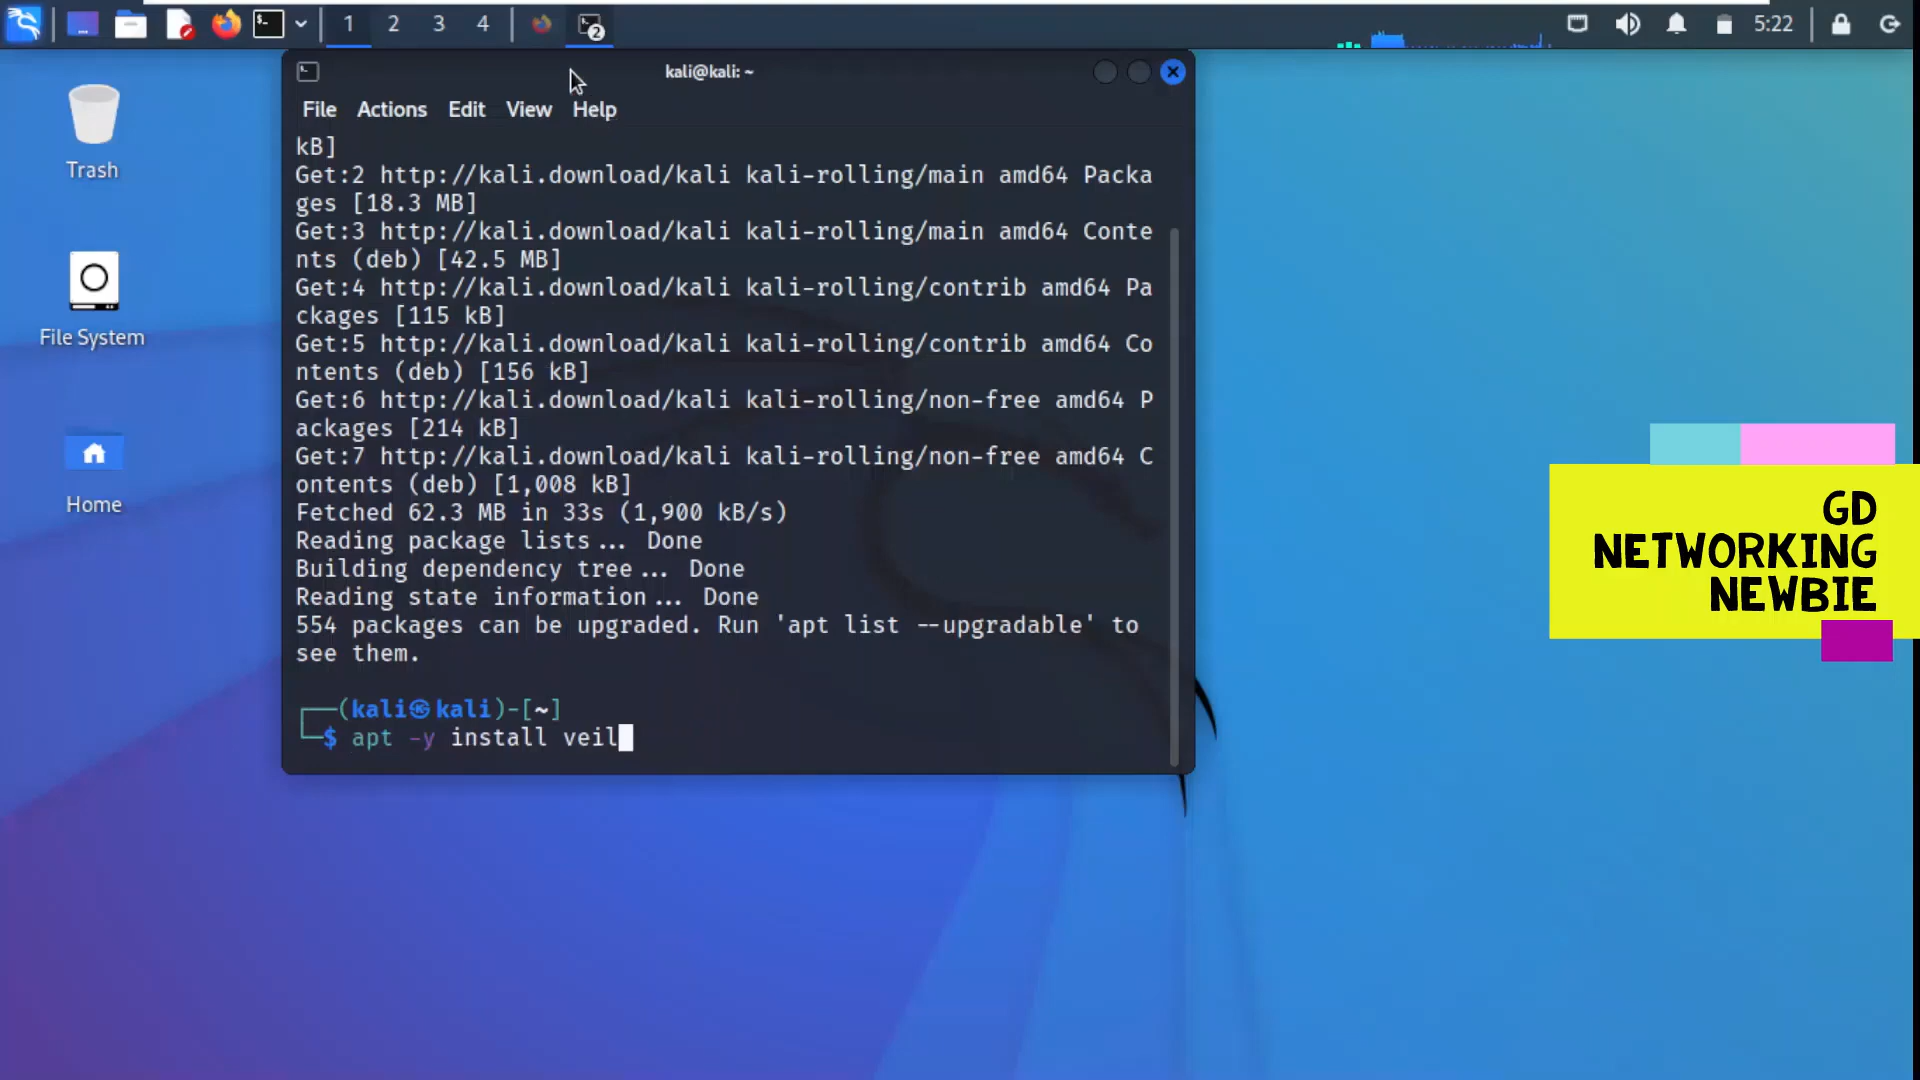 1 2 3 4 2 5:22
kali@kali: ~
File Actions Edit View Help
kB]
Get:2 http://kali.download/kali kali-rolling/main amd64 Packa
ges [18.3 MB]
Get:3 http://kali.download/kali kali-rolling/main amd64 Conte
nts (deb) [42.5 MB]
Get:4 http://kali.download/kali kali-rolling/contrib amd64 Pa
ckages [115 kB]
Get:5 http://kali.download/kali kali-rolling/contrib amd64 Co
ntents (deb) [156 kB]
Get:6 http://kali.download/kali kali-rolling/non-free amd64 P
ackages [214 kB]
Get:7 http://kali.download/kali kali-rolling/non-free amd64 C
ontents (deb) [1,008 kB]
Fetched 62.3 MB in 33s (1,900 kB/s)
Reading package lists... Done
Building dependency tree... Done
Reading state information... Done
554 packages can be upgraded. Run 'apt list --upgradable' to
see them.
┌──(kali㉿kali)-[~]
└─$ apt -y install veil
Trash
File System
Home
GD
NETWORKING
NEWBIE